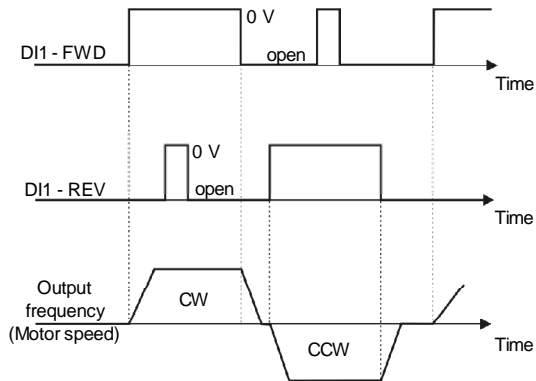 0 V
DI1 - FWD
open
Time
0 V
DI1 - REV
open
Time
Output
frequency
(Motor speed)
CW
CCW
Time